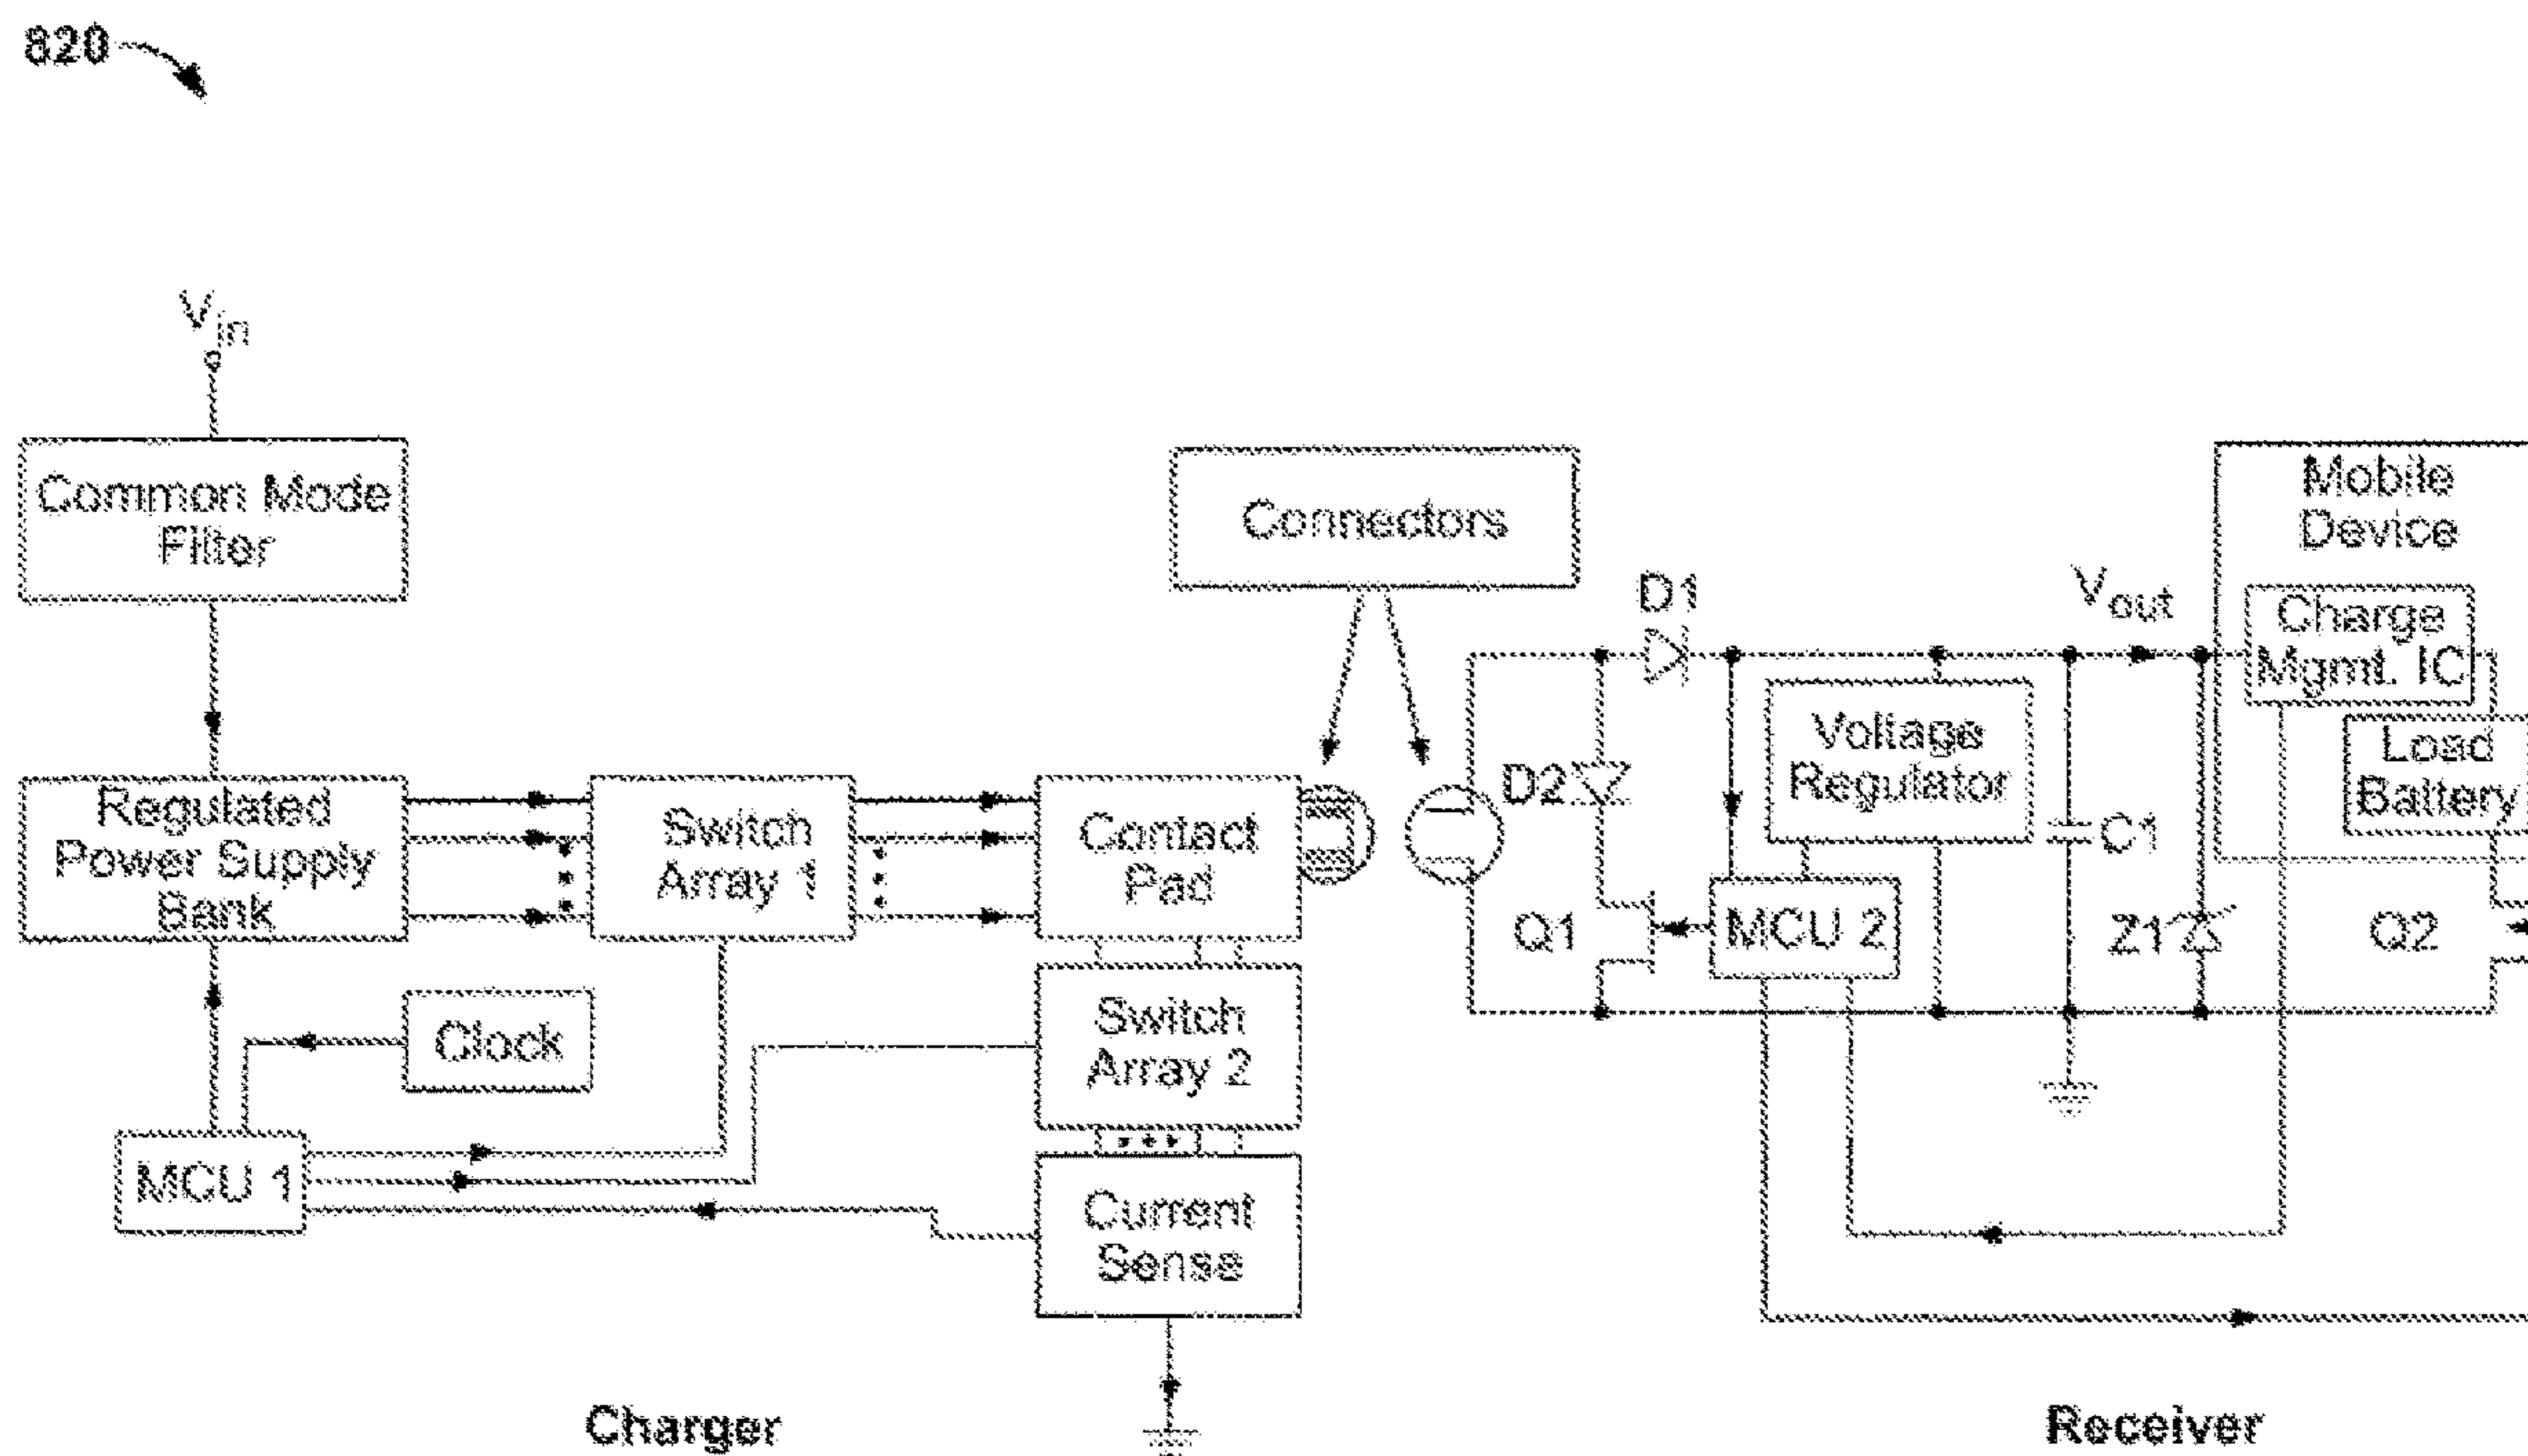 820
Vin
Common Mode
Filter
Connectors
Mobile
Device
D1
Vout
Charge
Mgmt. IC
Regulated
Power Supply
Bank
Switch
Array 1
Contact
Pad
D2
Voltage
Regulator
Load
Battery
C1
Q1
MCU 2
Z1
Q2
Clock
Switch
Array 2
MCU 1
Current
Sense
Charger
Receiver